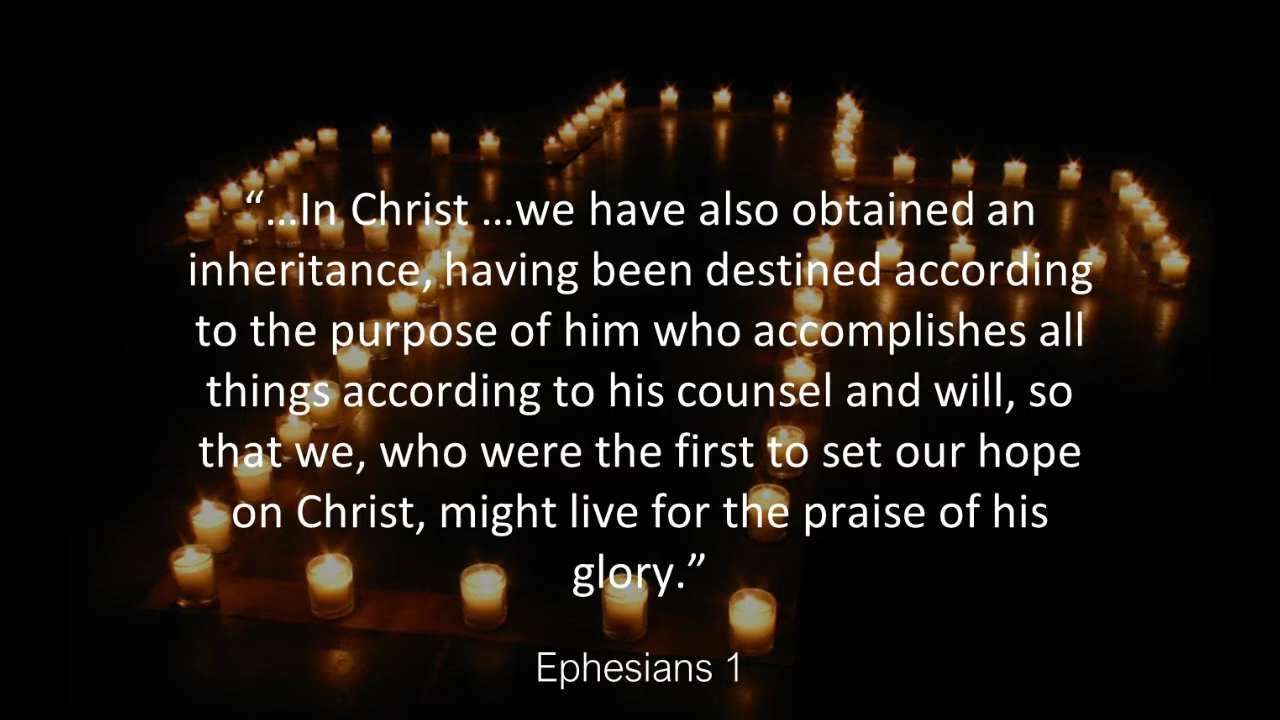 “…In Christ …we have also obtained an
inheritance, having been destined according
to the purpose of him who accomplishes all
things according to his counsel and will, so
that we, who were the first to set our hope
on Christ, might live for the praise of his
glory.”
Ephesians 1